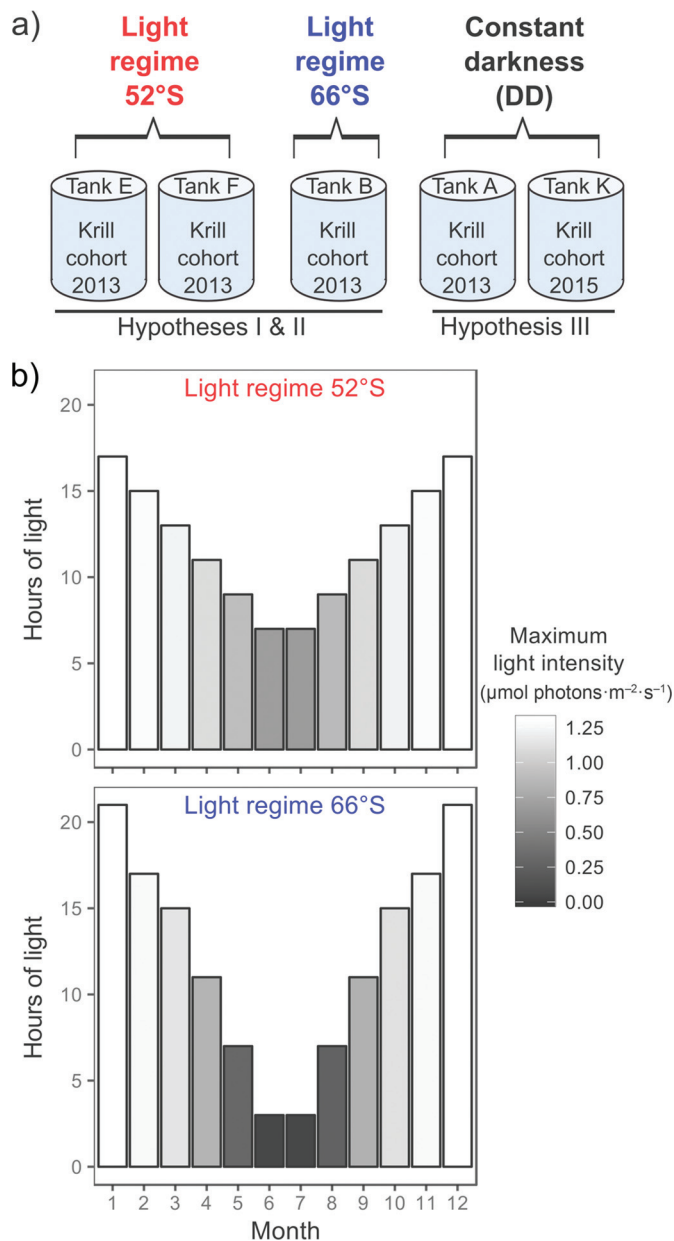 a)
Light regime 52°S
Light regime 66°S
Constant darkness (DD)
Tank E
Krill cohort 2013
Tank F
Krill cohort 2013
Tank B
Krill cohort 2013
Tank A
Krill cohort 2013
Tank K
Krill cohort 2015
Hypotheses I & II
Hypothesis III
b)
Light regime 52°S
Hours of light
20
15
10
5
0
Light regime 66°S
Hours of light
20
15
10
5
0
1 2 3 4 5 6 7 8 9 10 11 12
Month
Maximum
light intensity
(µmol photons·m⁻²·s⁻¹)
1.25
1.00
0.75
0.50
0.25
0.00